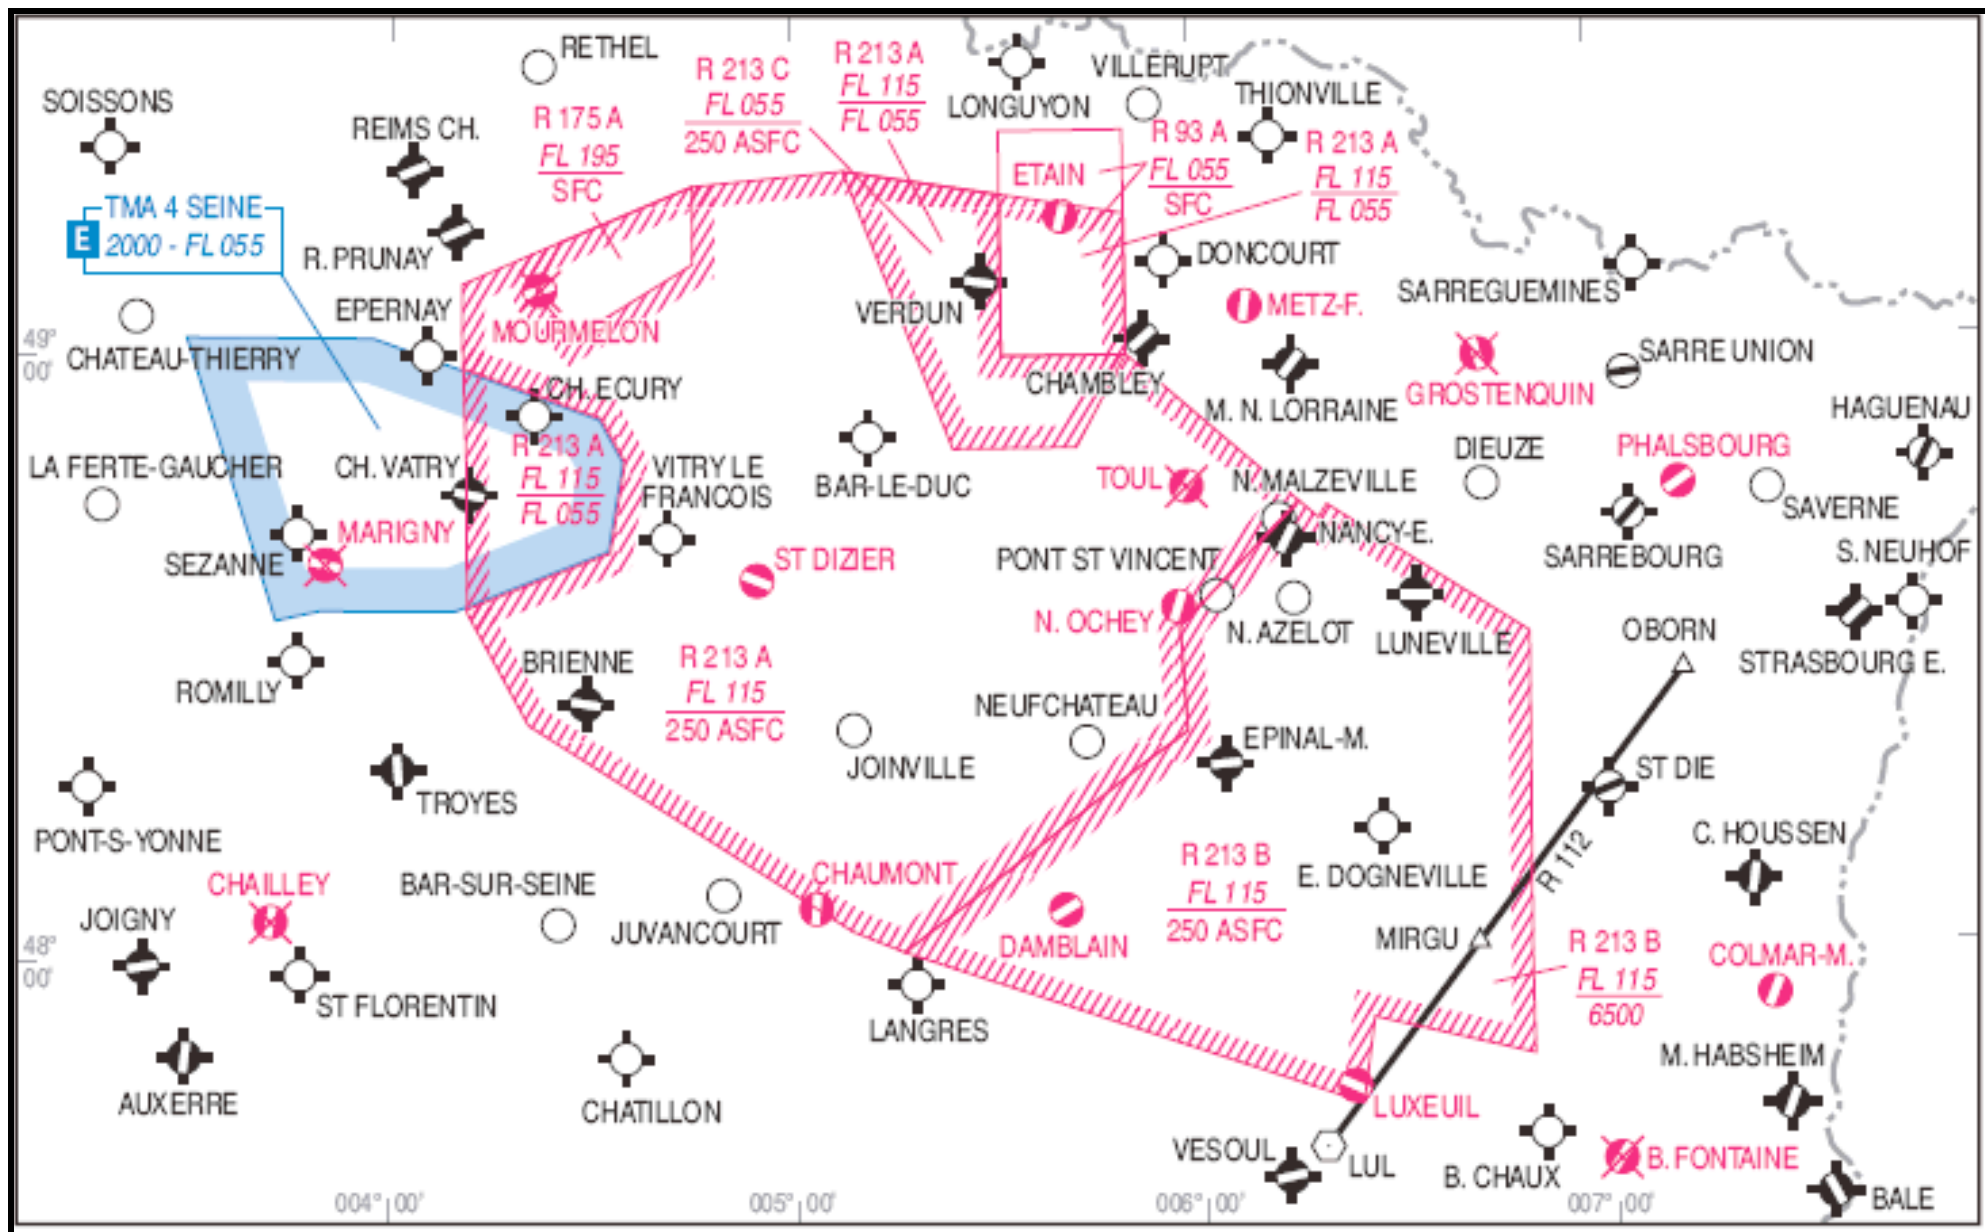 RETHEL
R 213 C
FL 055
250 ASFC
R 213 A
FL 115
FL 055
LONGUYON
VILLERUPT
THIONVILLE
SOISSONS
REIMS CH.
R 175 A
FL 195
SFC
ETAIN
R 93 A
FL 055
SFC
R 213 A
FL 115
FL 055
E
TMA 4 SEINE
2000 - FL 055
R. PRUNAY
DONCOURT
SARREGUEMINES
EPERNAY
MOURMELON
VERDUN
METZ-F.
49°
00'
CHATEAU-THIERRY
SARRE UNION
CH. ECURY
CHAMBLEY
M. N. LORRAINE
GROSTENQUIN
HAGUENAU
LA FERTE-GAUCHER
CH. VATRY
R 213 A
FL 115
FL 055
VITRY LE
FRANCOIS
BAR-LE-DUC
TOUL
N. MALZEVILLE
DIEUZE
PHALSBOURG
SAVERNE
MARIGNY
SEZANNE
ST DIZIER
PONT ST VINCENT
NANCY-E.
SARREBOURG
S. NEUHOF
N. OCHEY
N. AZELOT
LUNEVILLE
OBORN
STRASBOURG E.
ROMILLY
BRIENNE
R 213 A
FL 115
250 ASFC
NEUFCHATEAU
EPINAL-M.
JOINVILLE
ST DIE
TROYES
PONT-S-YONNE
C. HOUSSEN
CHAILLEY
BAR-SUR-SEINE
CHAUMONT
R 213 B
FL 115
250 ASFC
E. DOGNEVILLE
R 112
JOIGNY
JUVANCOURT
DAMBLAIN
MIRGU
R 213 B
FL 115
6500
COLMAR-M.
48°
00'
ST FLORENTIN
LANGRES
M. HABSHEIM
AUXERRE
CHATILLON
LUXEUIL
VESOUL
LUL
B. CHAUX
B. FONTAINE
BALE
004° 00'
005° 00'
006° 00'
007° 00'